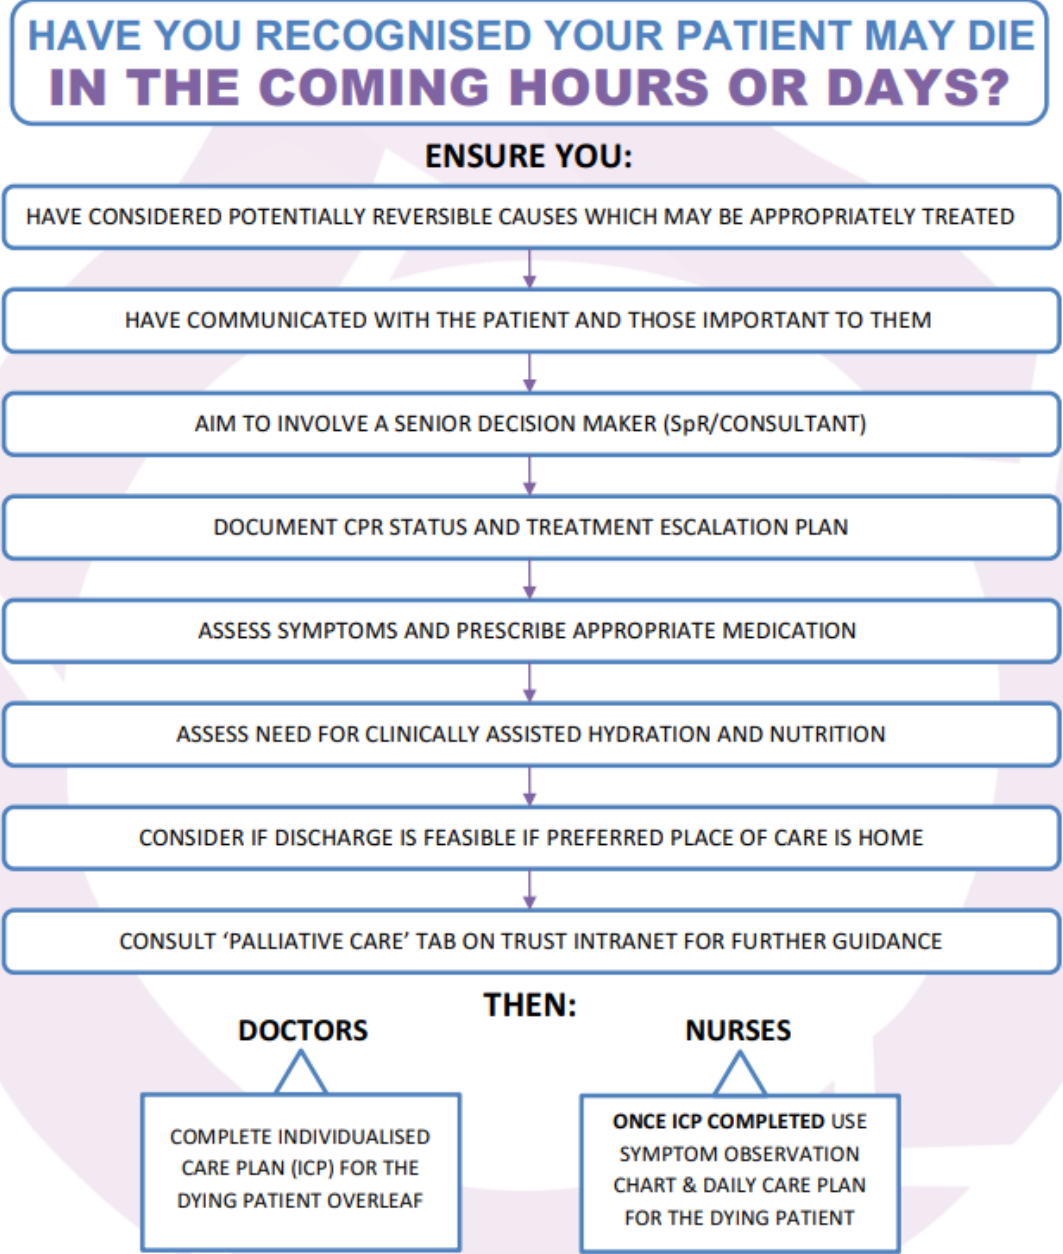 HAVE YOU RECOGNISED YOUR PATIENT MAY DIE
IN THE COMING HOURS OR DAYS?
ENSURE YOU:
HAVE CONSIDERED POTENTIALLY REVERSIBLE CAUSES WHICH MAY BE APPROPRIATELY TREATED
HAVE COMMUNICATED WITH THE PATIENT AND THOSE IMPORTANT TO THEM
AIM TO INVOLVE A SENIOR DECISION MAKER (SpR/CONSULTANT)
DOCUMENT CPR STATUS AND TREATMENT ESCALATION PLAN
ASSESS SYMPTOMS AND PRESCRIBE APPROPRIATE MEDICATION
ASSESS NEED FOR CLINICALLY ASSISTED HYDRATION AND NUTRITION
CONSIDER IF DISCHARGE IS FEASIBLE IF PREFERRED PLACE OF CARE IS HOME
CONSULT ‘PALLIATIVE CARE’ TAB ON TRUST INTRANET FOR FURTHER GUIDANCE
THEN:
DOCTORS
COMPLETE INDIVIDUALISED
CARE PLAN (ICP) FOR THE
DYING PATIENT OVERLEAF
NURSES
ONCE ICP COMPLETED USE
SYMPTOM OBSERVATION
CHART & DAILY CARE PLAN
FOR THE DYING PATIENT